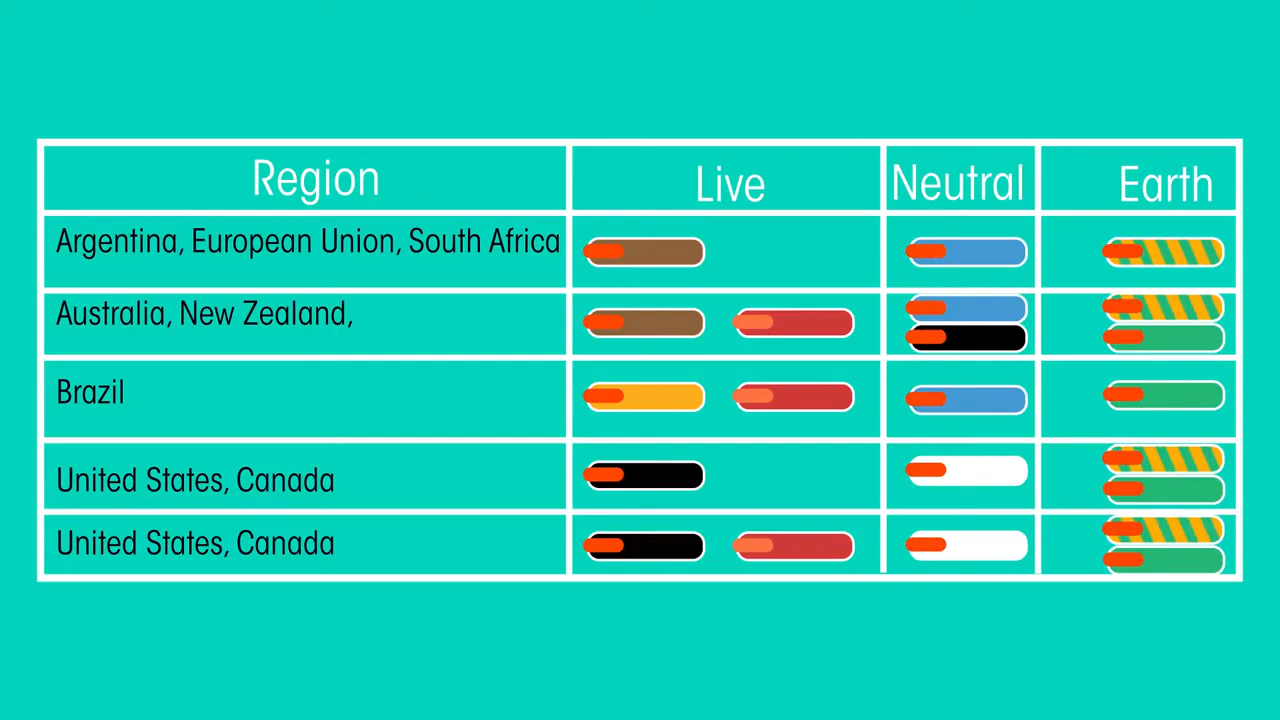 Region Live Neutral Earth
Argentina, European Union, South Africa
Australia, New Zealand,
Brazil
United States, Canada
United States, Canada